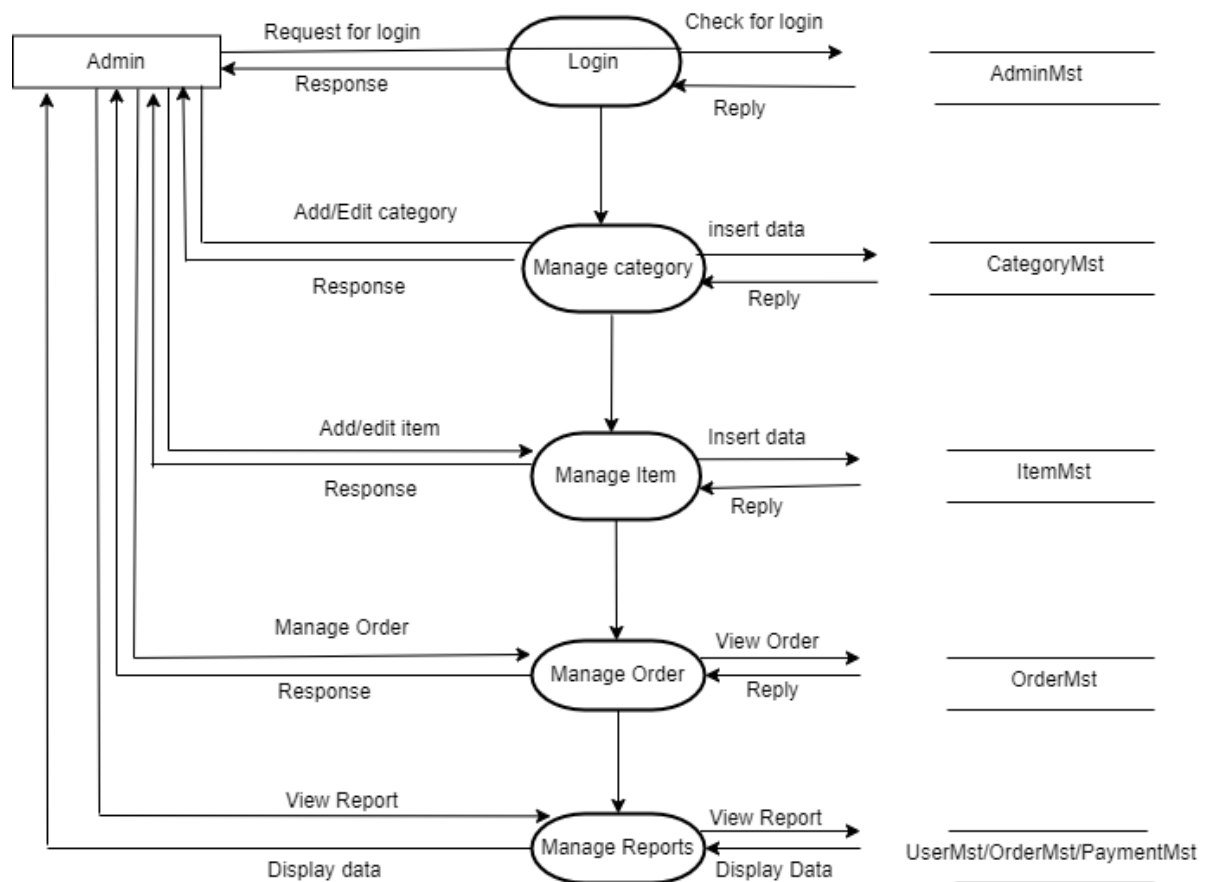 Request for login
Check for login
Admin
Login
AdminMst
Response
Reply
Add/Edit category
insert data
Manage category
CategoryMst
Response
Reply
Add/edit item
Insert data
Manage Item
ItemMst
Response
Reply
Manage Order
View Order
Manage Order
OrderMst
Response
Reply
View Report
View Report
Manage Reports
UserMst/OrderMst/PaymentMst
Display data
Display Data